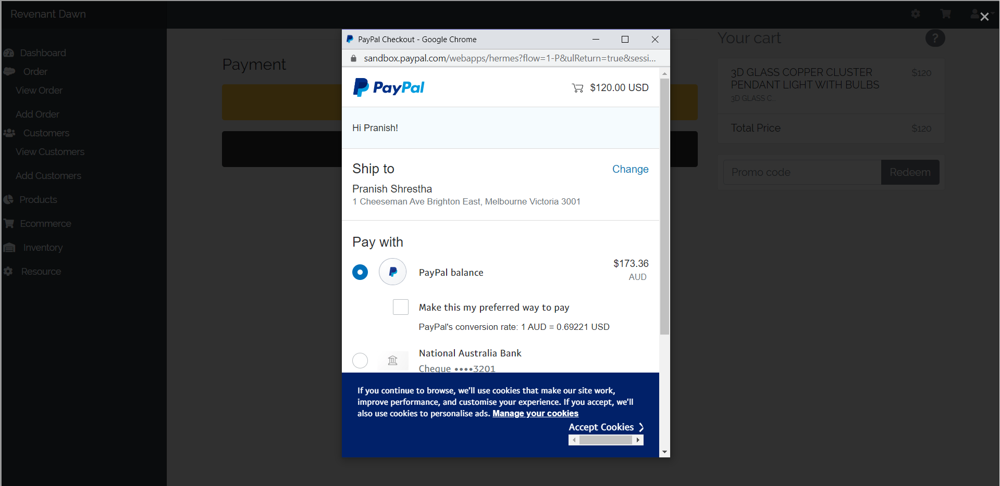 Revenant Dawn
Dashboard
Order
View Order
Add Order
Customers
View Customers
Add Customers
Products
Ecommerce
Inventory
Resource
Payment
PayPal Checkout - Google Chrome
sandbox.paypal.com/webapps/hermes?flow=1-P&ulReturn=true&sessi...
PayPal
$120.00 USD
Hi Pranish!
Ship to
Change
Pranish Shrestha
1 Cheeseman Ave Brighton East, Melbourne Victoria 3001
Pay with
PayPal balance
$173.36
AUD
Make this my preferred way to pay
PayPal's conversion rate: 1 AUD = 0.69221 USD
National Australia Bank
Cheque ••••3201
If you continue to browse, we'll use cookies that make our site work,
improve performance, and customise your experience. If you accept, we'll
also use cookies to personalise ads. Manage your cookies
Accept Cookies
Your cart
?
3D GLASS COPPER CLUSTER
PENDANT LIGHT WITH BULBS
$120
3D GLASS C...
Total Price
$120
Promo code
Redeem